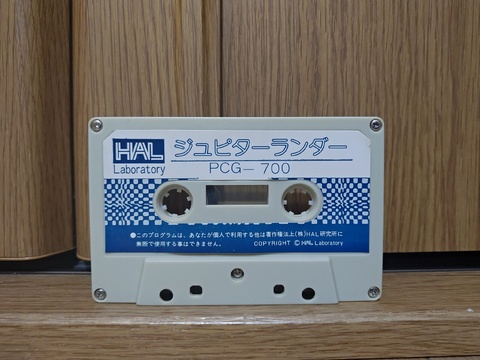 HAL
Laboratory
ジュピターランダー
PCG-700
●このプログラムは、あなたが個人で利用する他は著作権法上(株)HAL研究所に
無断で使用する事はできません。
COPYRIGHT © HAL Laboratory